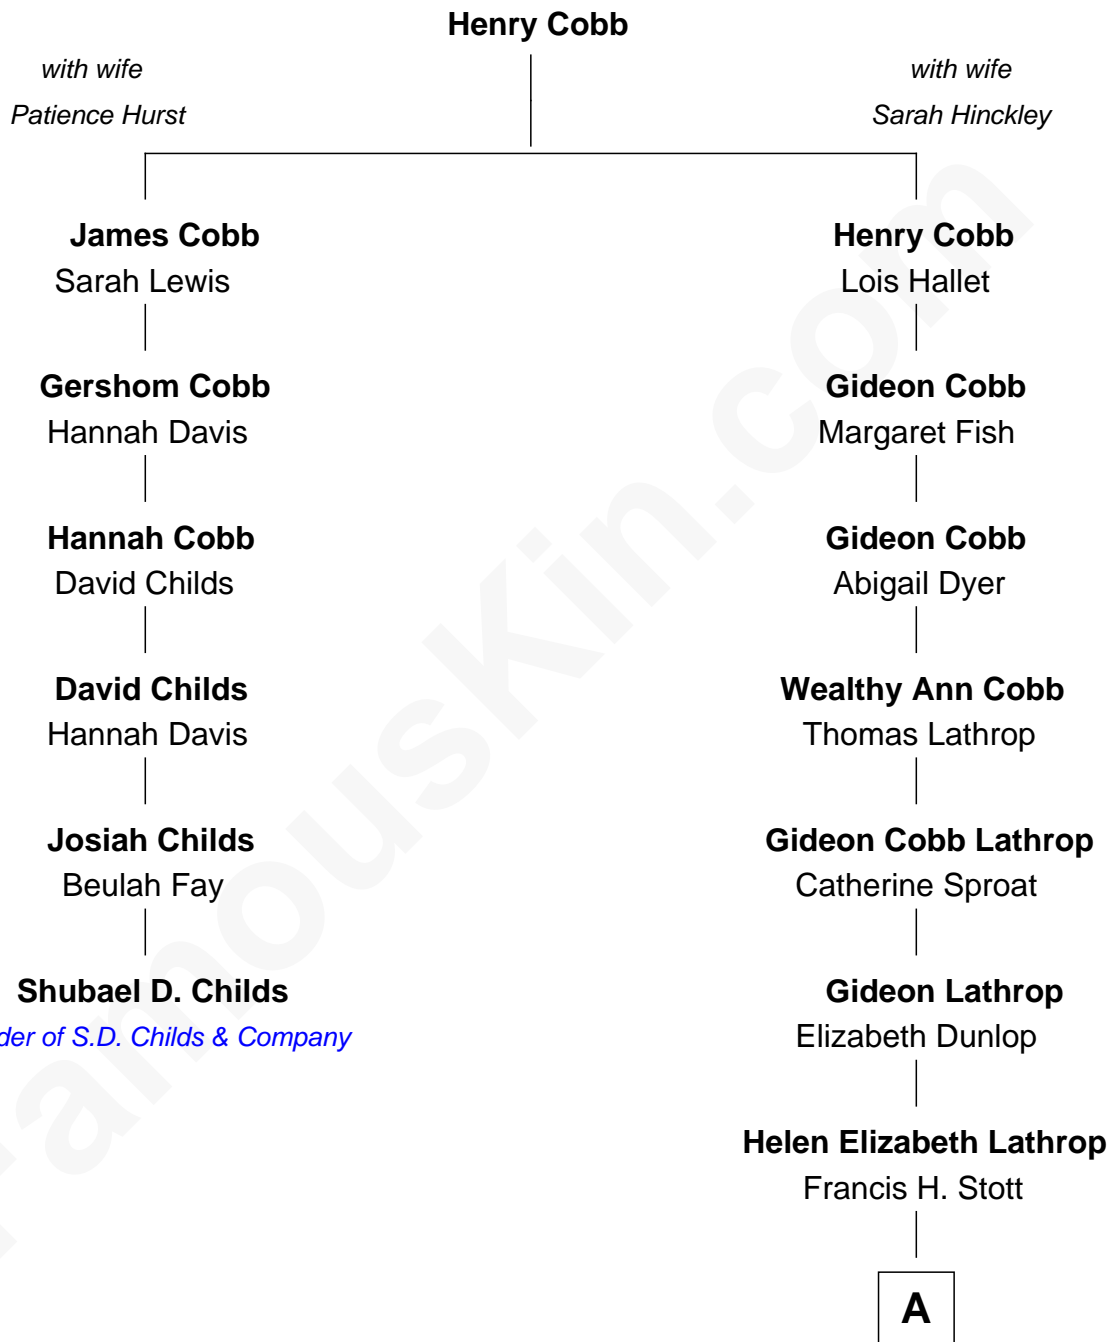 Henry Cobb
with wife
Patience Hurst
with wife
Sarah Hinckley
James Cobb
Sarah Lewis
Henry Cobb
Lois Hallet
Gershom Cobb
Hannah Davis
Gideon Cobb
Margaret Fish
Hannah Cobb
David Childs
Gideon Cobb
Abigail Dyer
David Childs
Hannah Davis
Wealthy Ann Cobb
Thomas Lathrop
Josiah Childs
Beulah Fay
Gideon Cobb Lathrop
Catherine Sproat
Shubael D. Childs
of S.D. Childs & Company
Gideon Lathrop
Elizabeth Dunlop
Helen Elizabeth Lathrop
Francis H. Stott
A
FamousKin.com